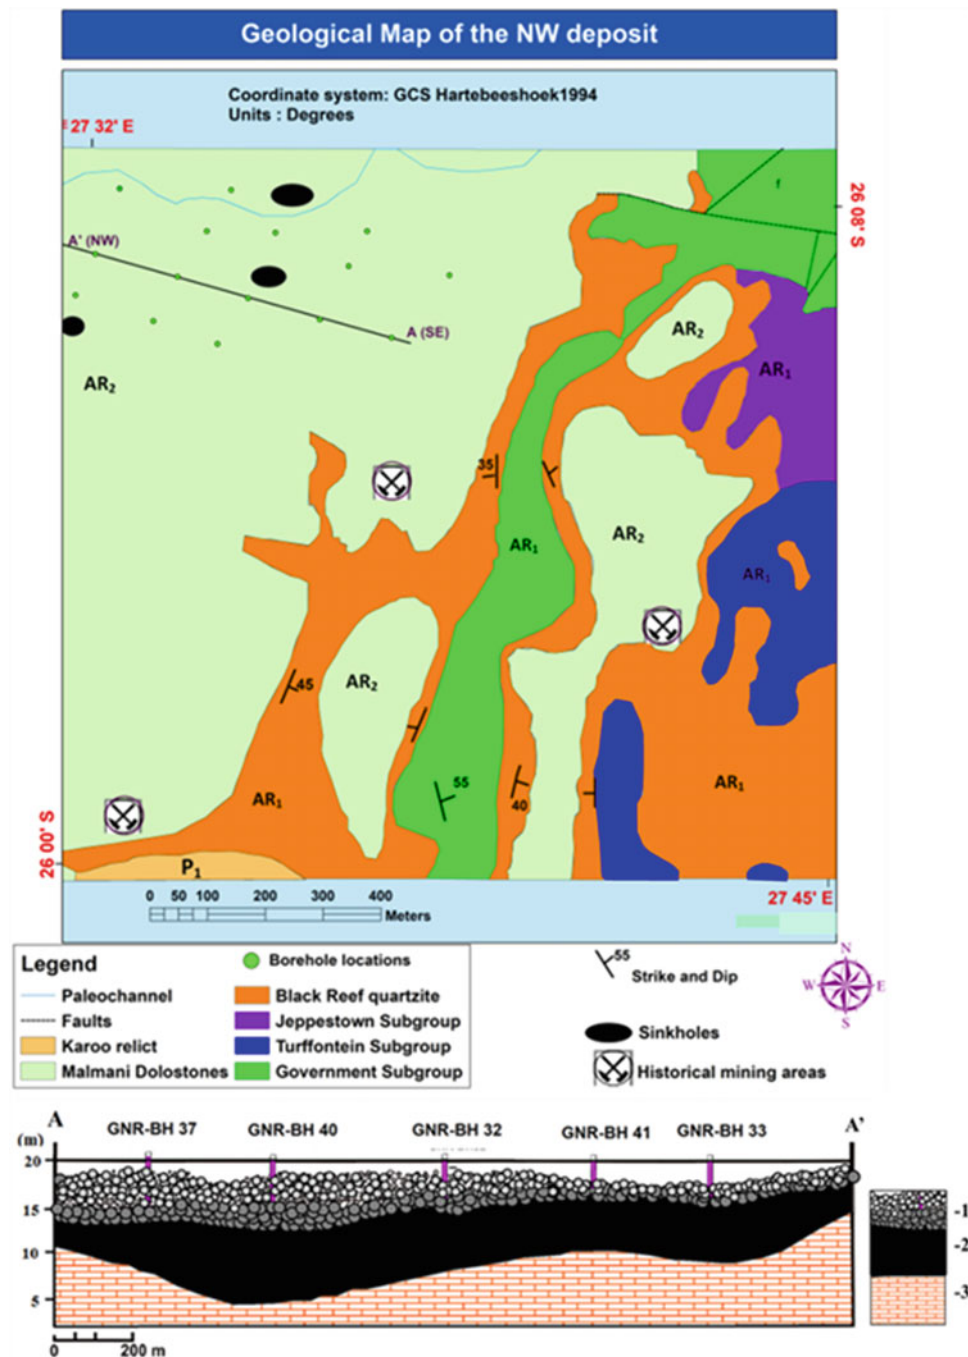 Geological Map of the NW deposit
Coordinate system: GCS Hartebeeshoek1994
Units : Degrees
27 32' E
26 08' S
f
A' (NW)
A (SE)
AR₂
AR₂
AR₁
35
AR₁
AR₂
AR₁
AR₂
45
55
40
AR₁
AR₁
P₁
26 00' S
27 45' E
0 50 100 200 300 400
Meters
Legend
Paleochannel
Faults
Karoo relict
Malmani Dolostones
Borehole locations
Black Reef quartzite
Jeppestown Subgroup
Turffontein Subgroup
Government Subgroup
55
Strike and Dip
Sinkholes
Historical mining areas
N
W E
S
A A'
(m)
GNR-BH 37 GNR-BH 40 GNR-BH 32 GNR-BH 41 GNR-BH 33
20
15
10
5
0 200 m
-1
-2
-3